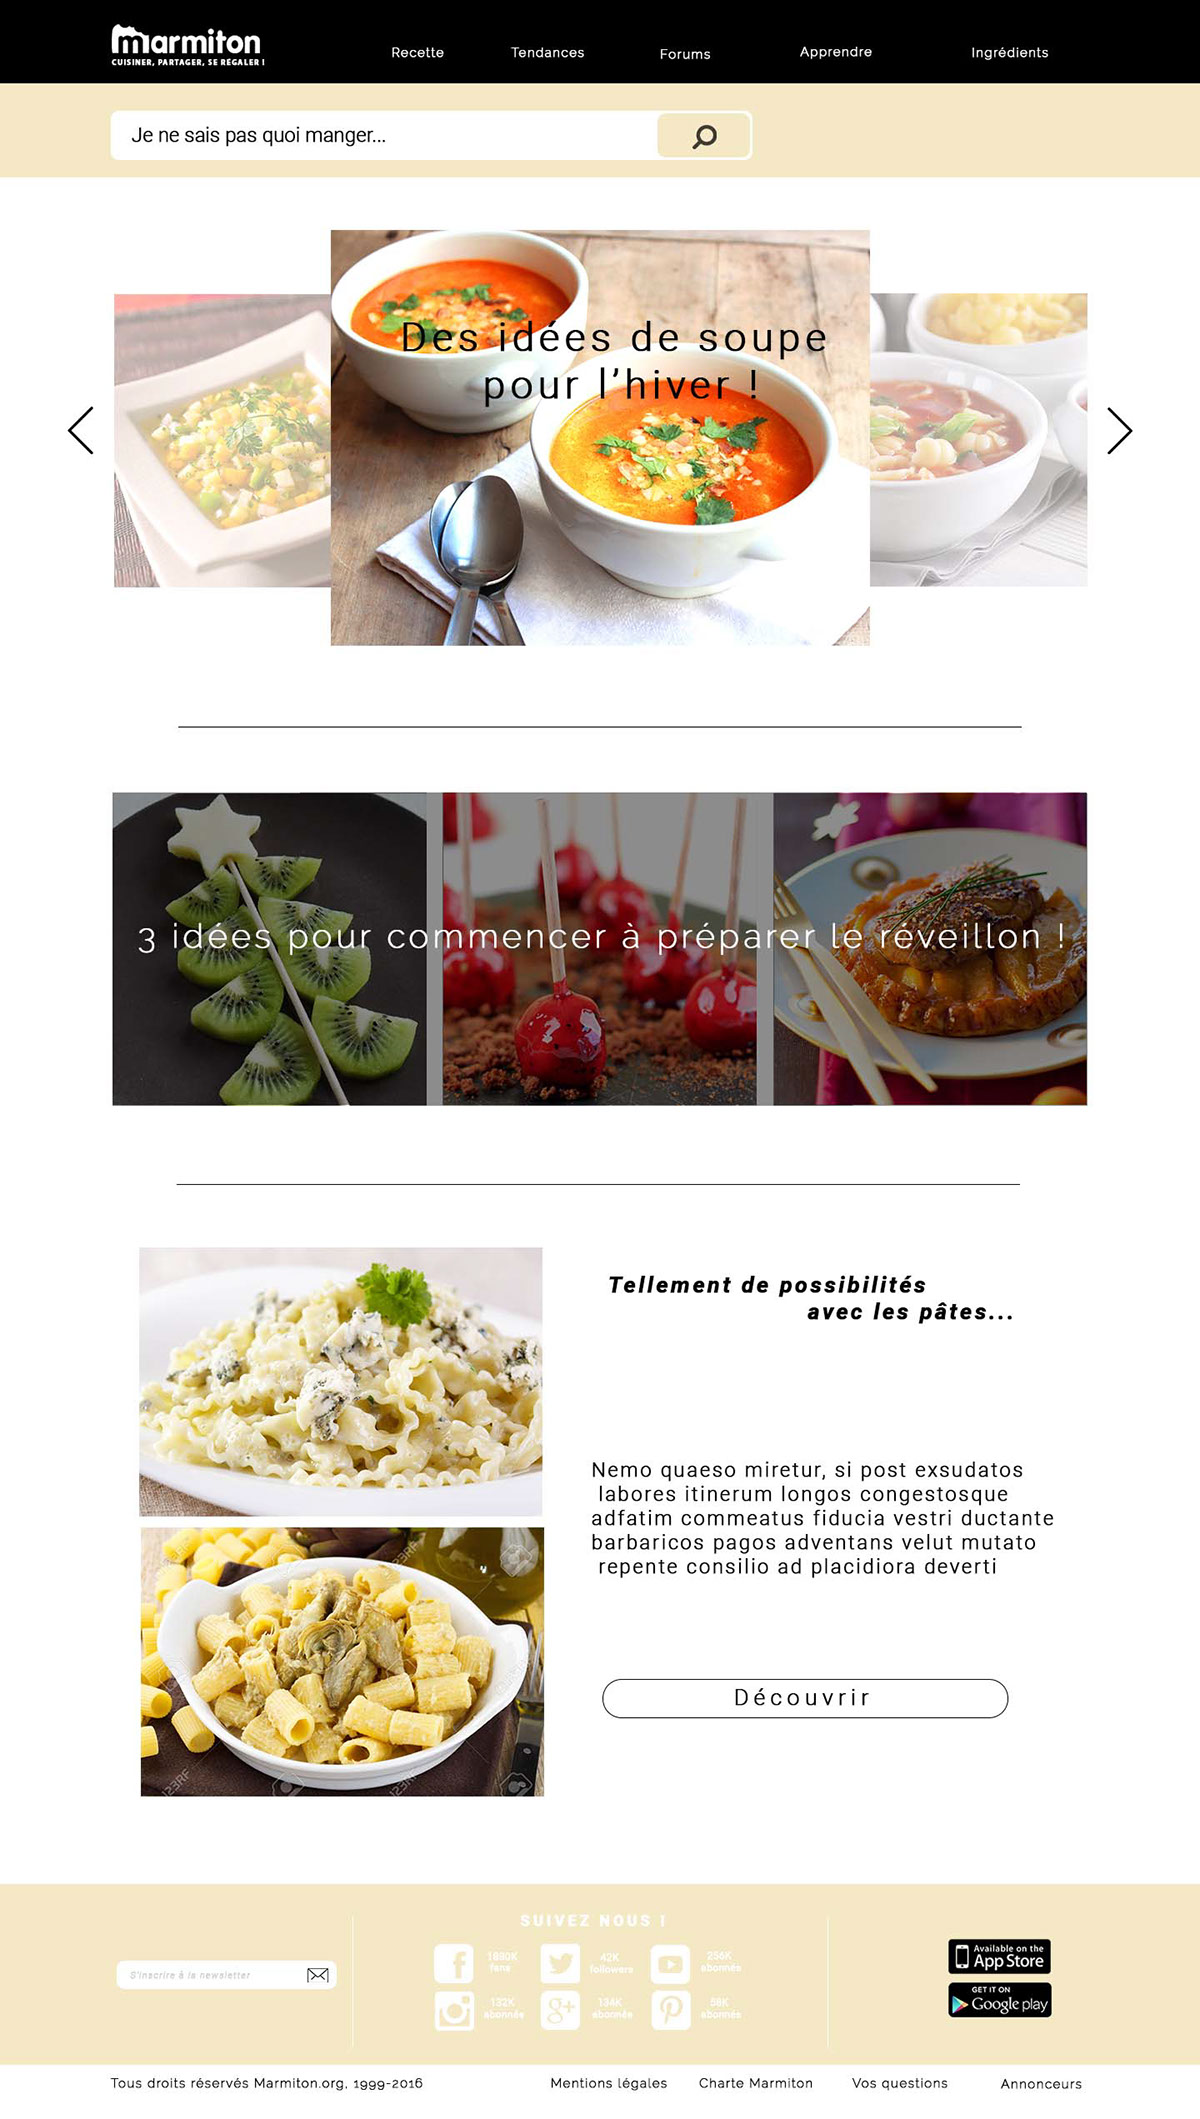 marmiton
CUISINER, PARTAGER, SE REGALER !
Recette
Tendances
Forums
Apprendre
Ingrédients
Je ne sais pas quoi manger...
Des idées de soupe
pour l'hiver !
3 idées pour commencer à préparer le réveillon !
Tellement de possibilités
avec les pâtes...
Nemo quaeso miretur, si post exsudatos
labores itinerum longos congestosque
adfatim commeatus fiducia vestri ductante
barbaricos pagos adventans velut mutato
repente consilio ad placidiora deverti
Découvrir
123RF
123RF
123RF
SUIVEZ NOUS !
S'inscrire à la newsletter
fans
42K
followers
256K
abonnés
132K
abonnés
134K
abonnés
58K
abonnés
Available on the
App Store
GET IT ON
Google play
Tous droits réservés Marmiton.org, 1999-2016
Mentions légales
Charte Marmiton
Vos questions
Annonceurs